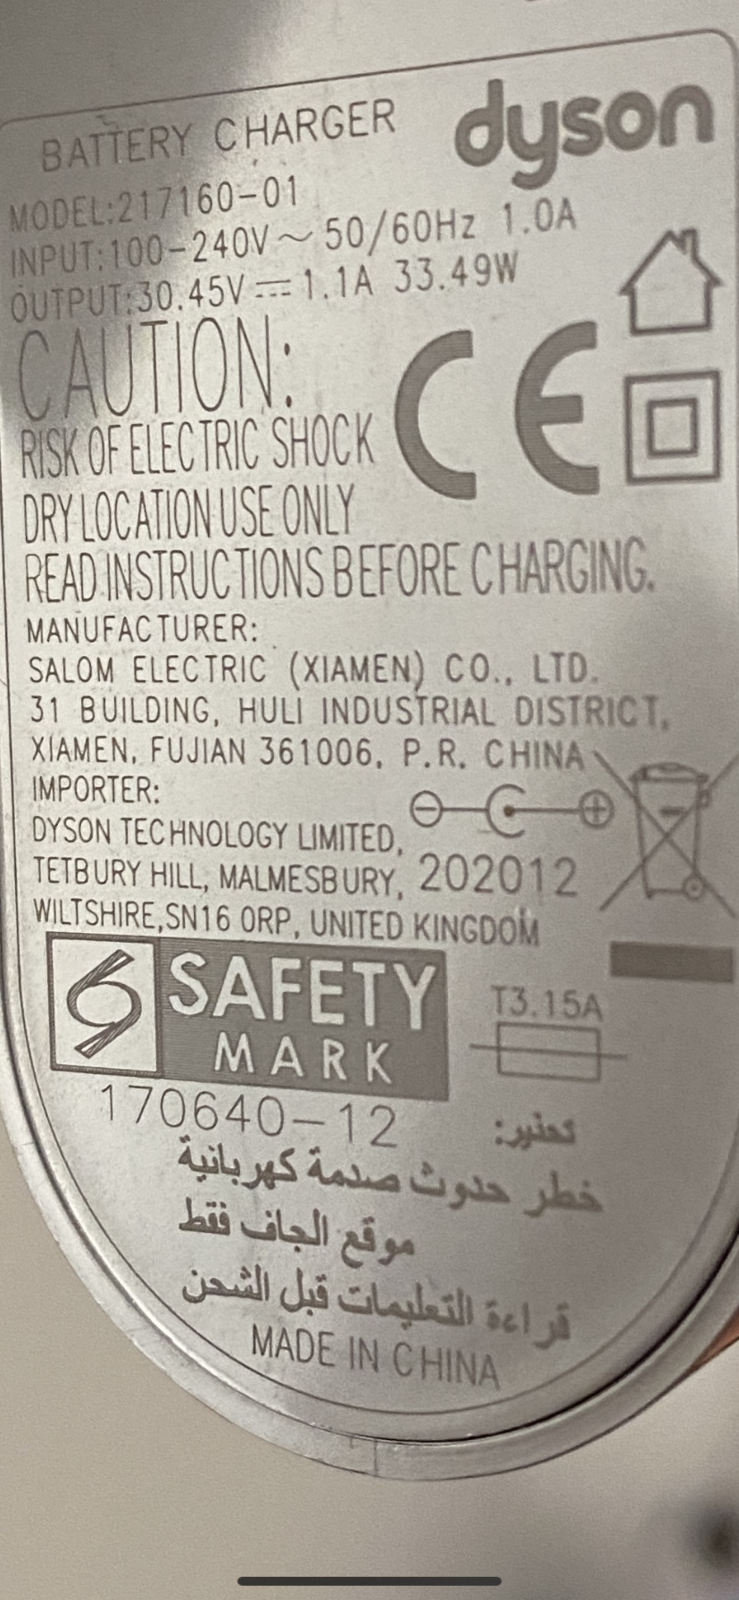 BATTERY CHARGER
dyson
MODEL:217160-01
INPUT:100-240V~ 50/60Hz 1.0A
OUTPUT:30.45V⎓1.1A 33.49W
CAUTION:
CE
RISK OF ELECTRIC SHOCK
DRY LOCATION USE ONLY
READ INSTRUCTIONS BEFORE CHARGING.
MANUFACTURER:
SALOM ELECTRIC (XIAMEN) CO., LTD.
31 BUILDING, HULI INDUSTRIAL DISTRICT,
XIAMEN, FUJIAN 361006, P.R. CHINA
IMPORTER:
DYSON TECHNOLOGY LIMITED,
TETBURY HILL, MALMESBURY, 202012
WILTSHIRE,SN16 0RP, UNITED KINGDOM
SAFETY
MARK
T3.15A
170640-12
تحذير:
خطر حدوث صدمة كهربائية
موقع الجاف فقط
قراءة التعليمات قبل الشحن
MADE IN CHINA